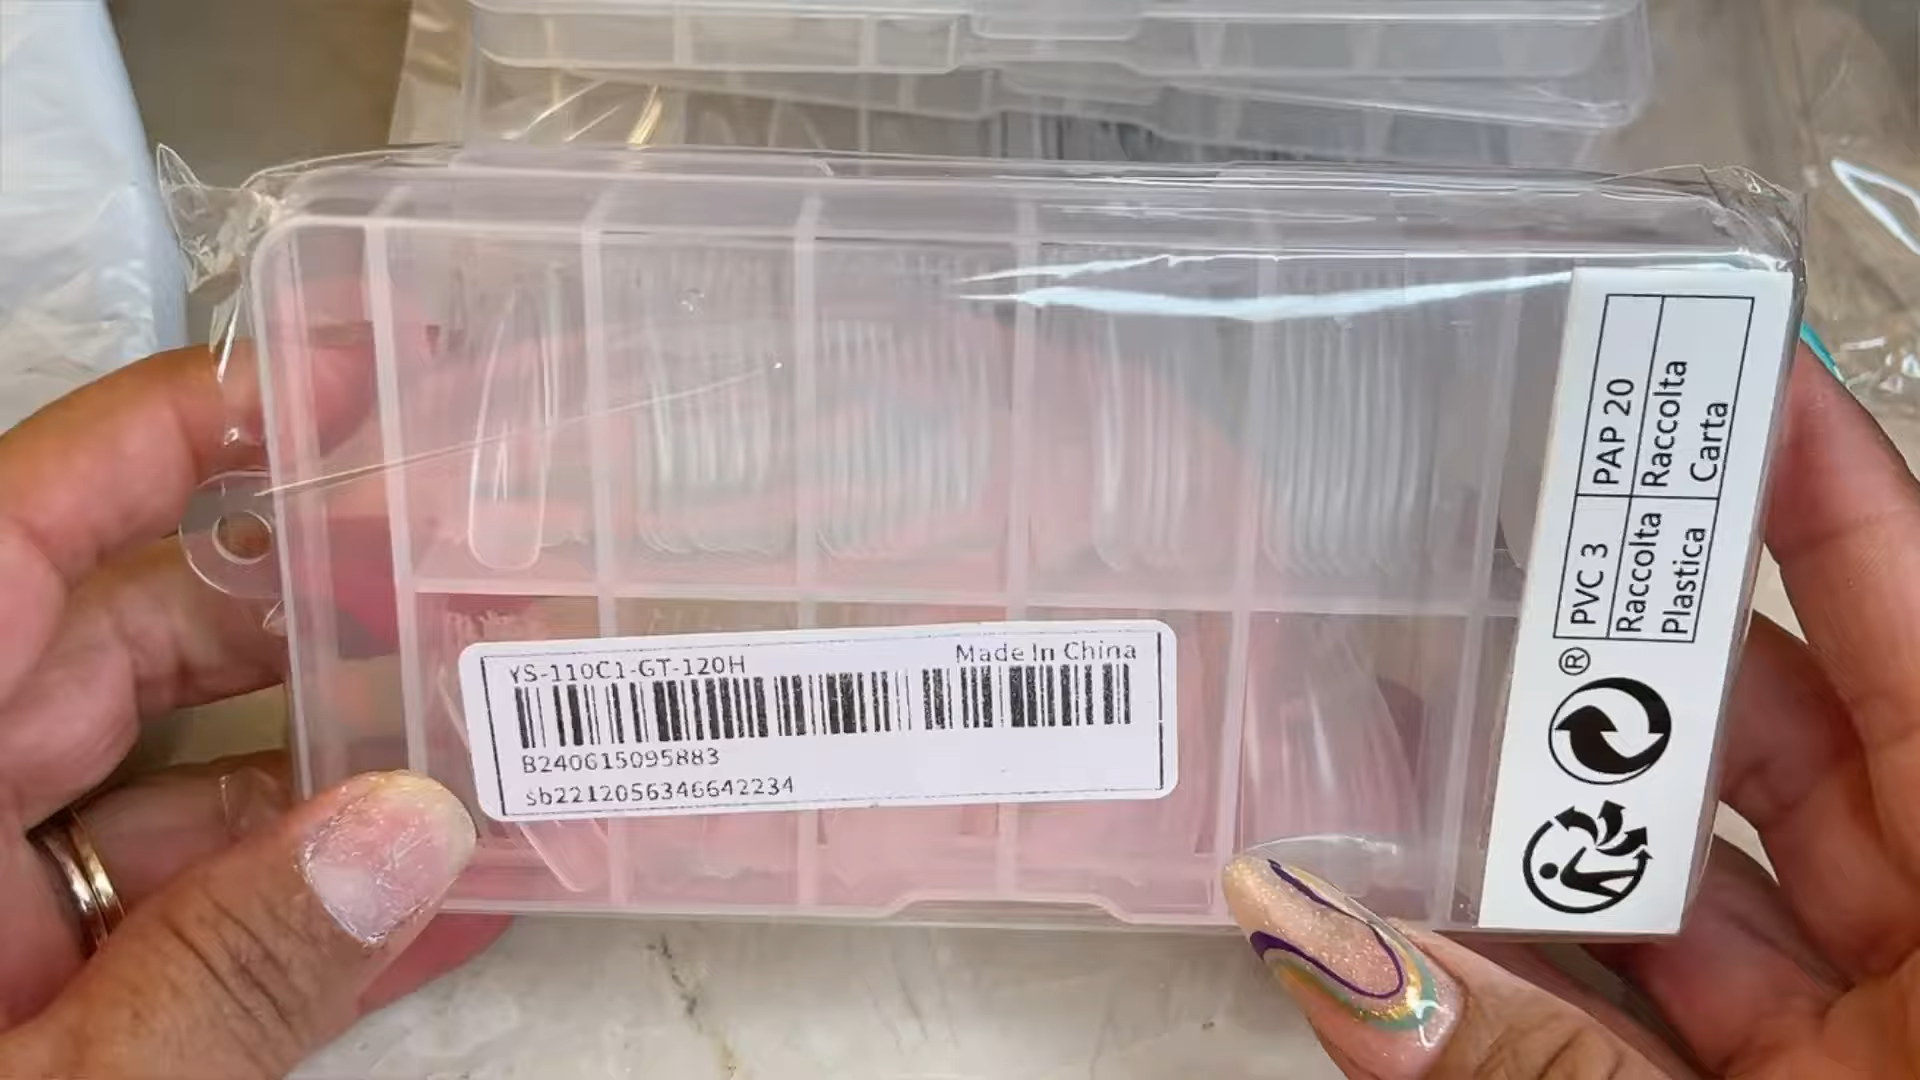 YS-110C1-GT-120H
Made In China
B240615095883
sb2212056346642234
PVC 3
Raccolta
Plastica
PAP 20
Raccolta
Carta
®